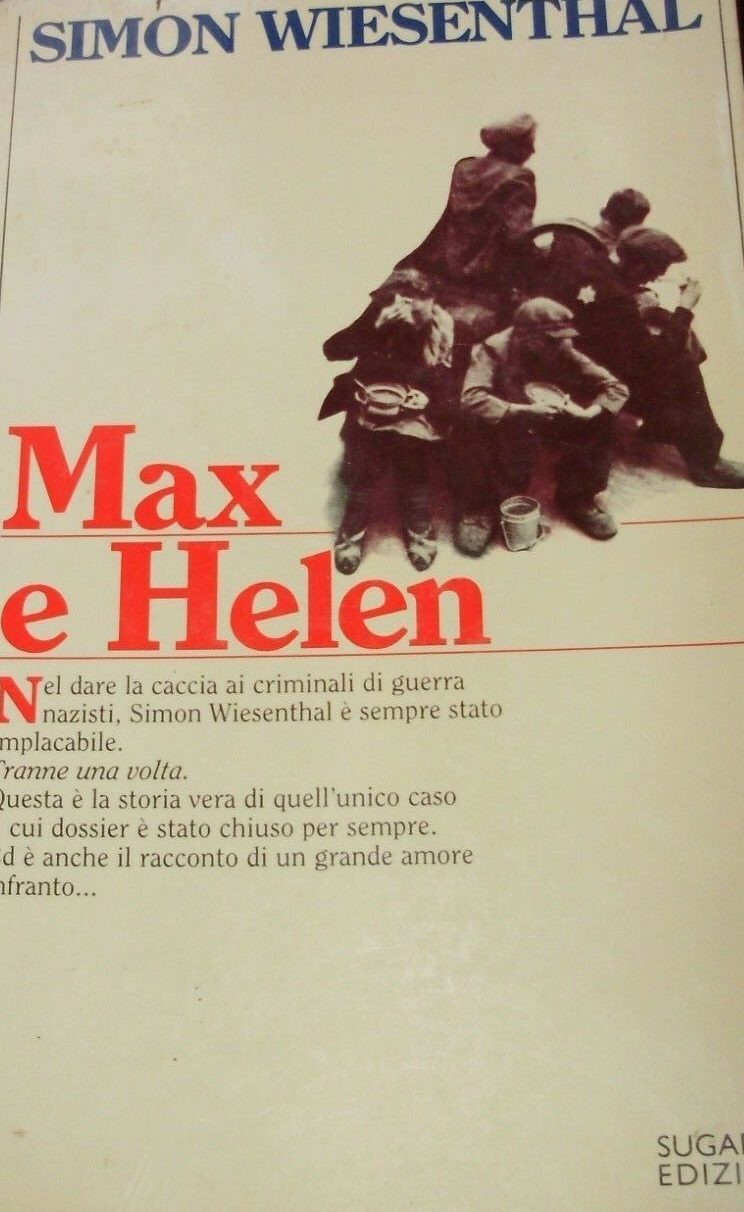 SIMON WIESENTHAL
Max
e Helen
Nel dare la caccia ai criminali di guerra
nazisti, Simon Wiesenthal è sempre stato
mplacabile.
Tranne una volta.
Questa è la storia vera di quell'unico caso
cui dossier è stato chiuso per sempre.
d è anche il racconto di un grande amore
nfranto...
SUGAR
EDIZI